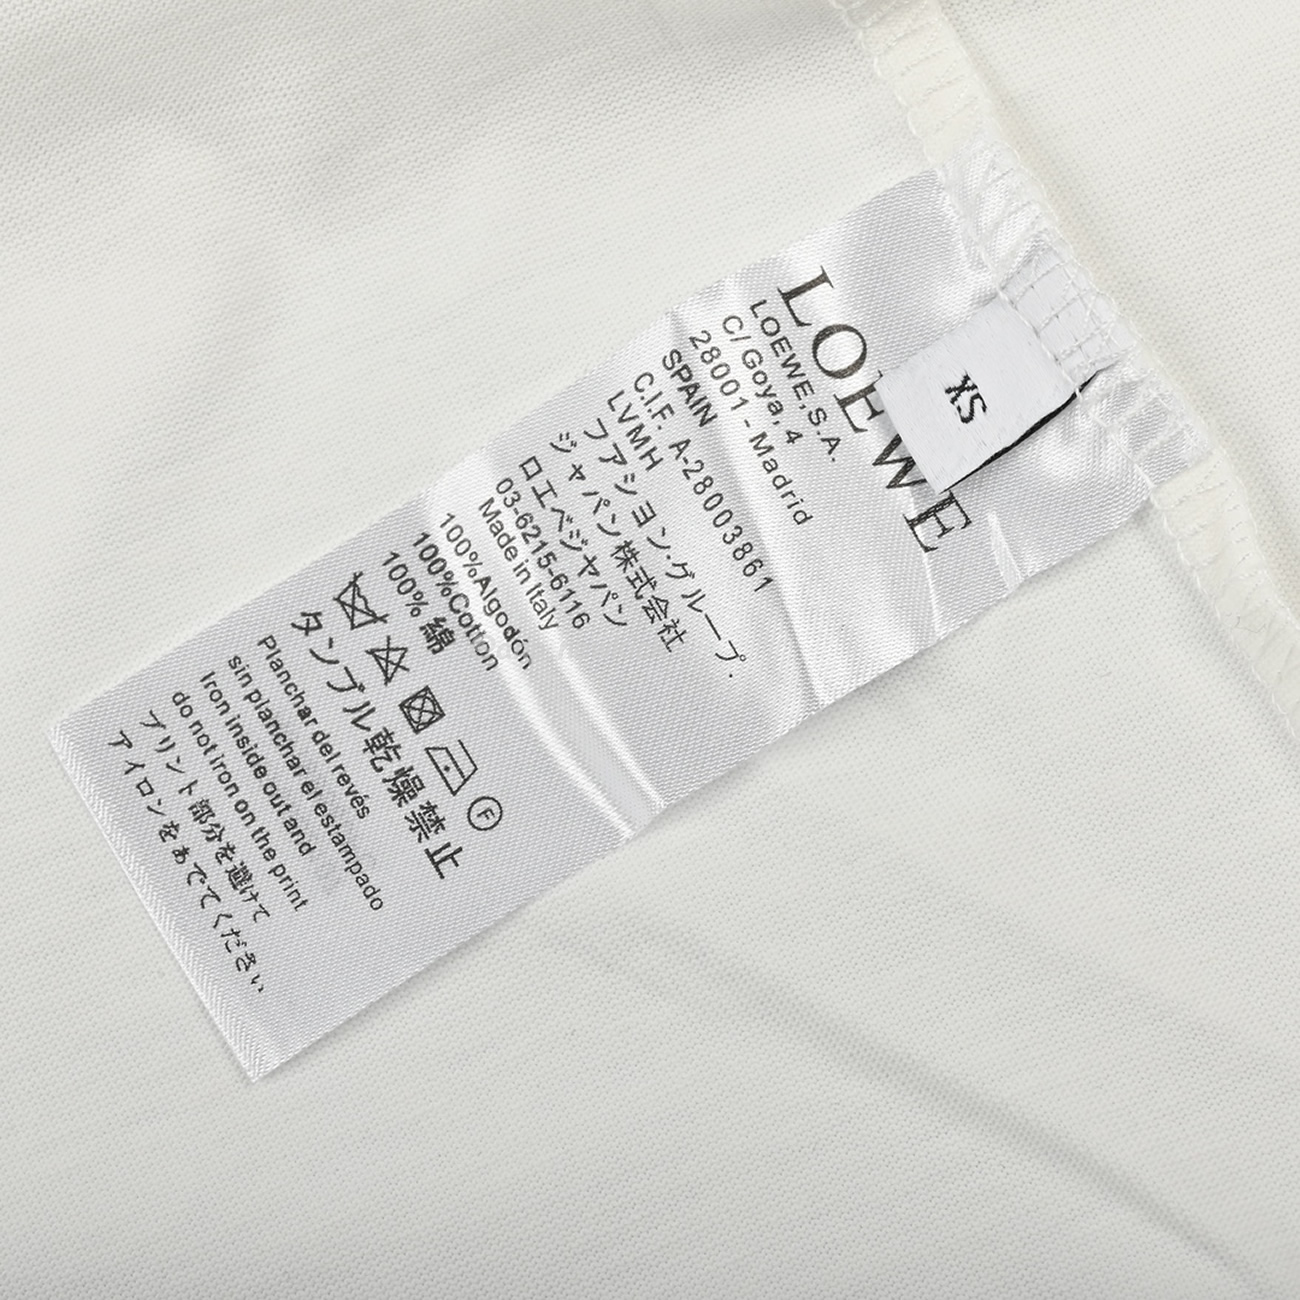 LOEWE
XS
LOEWE,S.A.
C/Goya,4
28001 - Madrid
SPAIN
C.I.F. A-28003861
LVMH
ファション·グループ.
ジャパン株式会社
ロエベジャパン
03-6215-6116
Made in Italy
100%Algodón
100%Cotton
100% 綿
F
タンブル乾燥禁止
Planchar del revés
sin planchar el estampado
Iron inside out and
do not iron on the print
プリント部分を避けて
アイロンをあでてください